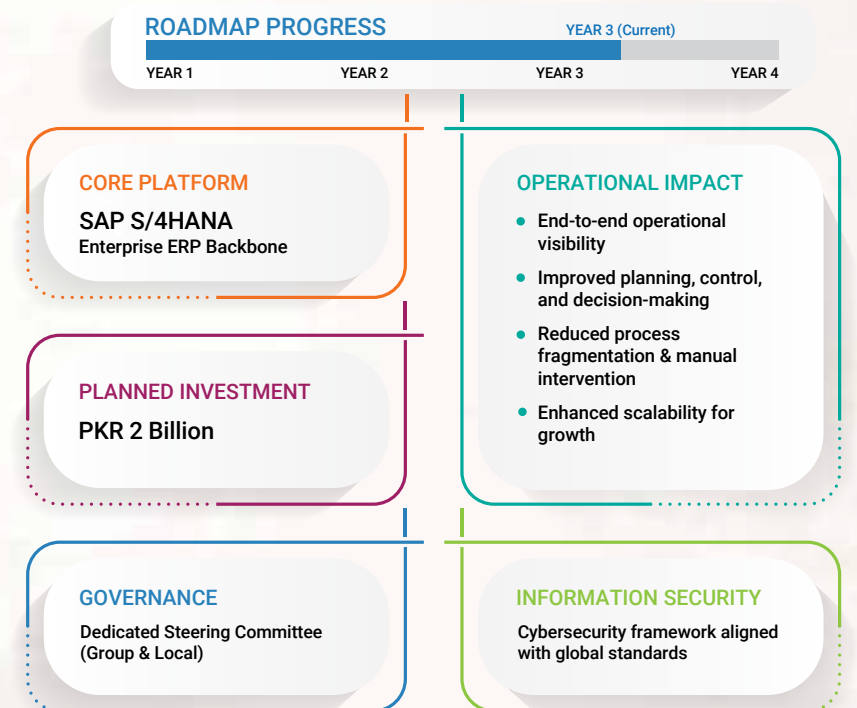 ROADMAP PROGRESS
YEAR 3 (Current)
YEAR 1
YEAR 2
YEAR 3
YEAR 4
CORE PLATFORM
SAP S/4HANA
Enterprise ERP Backbone
PLANNED INVESTMENT
PKR 2 Billion
OPERATIONAL IMPACT
End-to-end operational
visibility
Improved planning, control,
and decision-making
Reduced process
fragmentation & manual
intervention
Enhanced scalability for
growth
GOVERNANCE
Dedicated Steering Committee
(Group & Local)
INFORMATION SECURITY
Cybersecurity framework aligned
with global standards